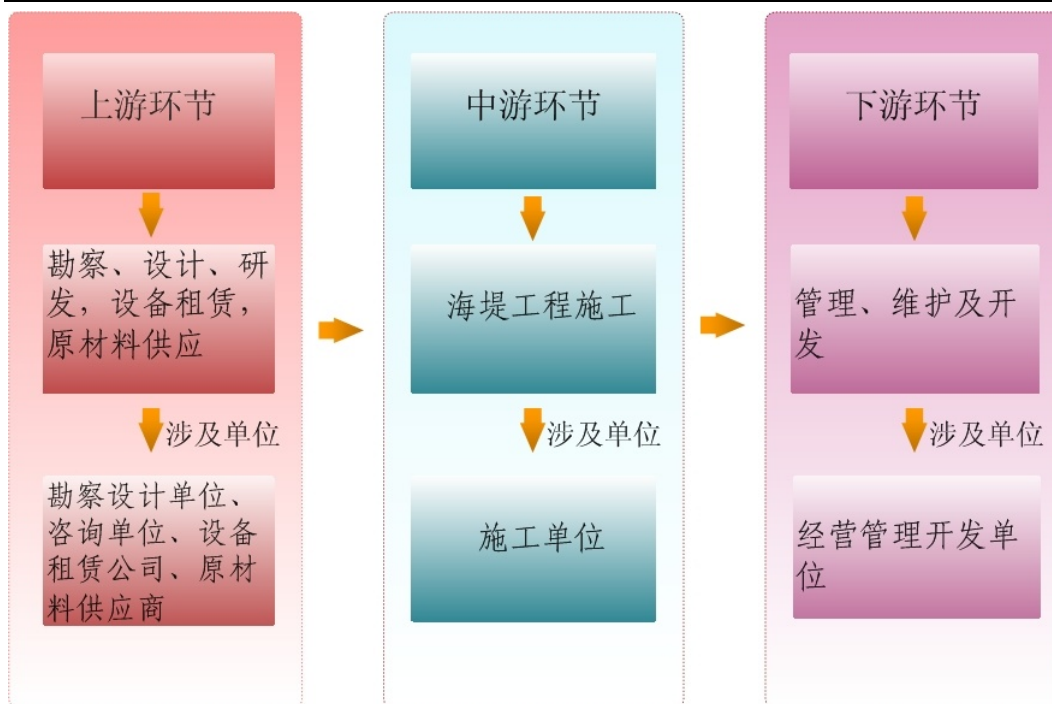 上游环节
勘察、设计、研
发，设备租赁，
原材料供应
涉及单位
勘察设计单位、
咨询单位、设备
租赁公司、原材
料供应商
中游环节
海堤工程施工
涉及单位
施工单位
下游环节
管理、维护及开
发
涉及单位
经营管理开发单
位